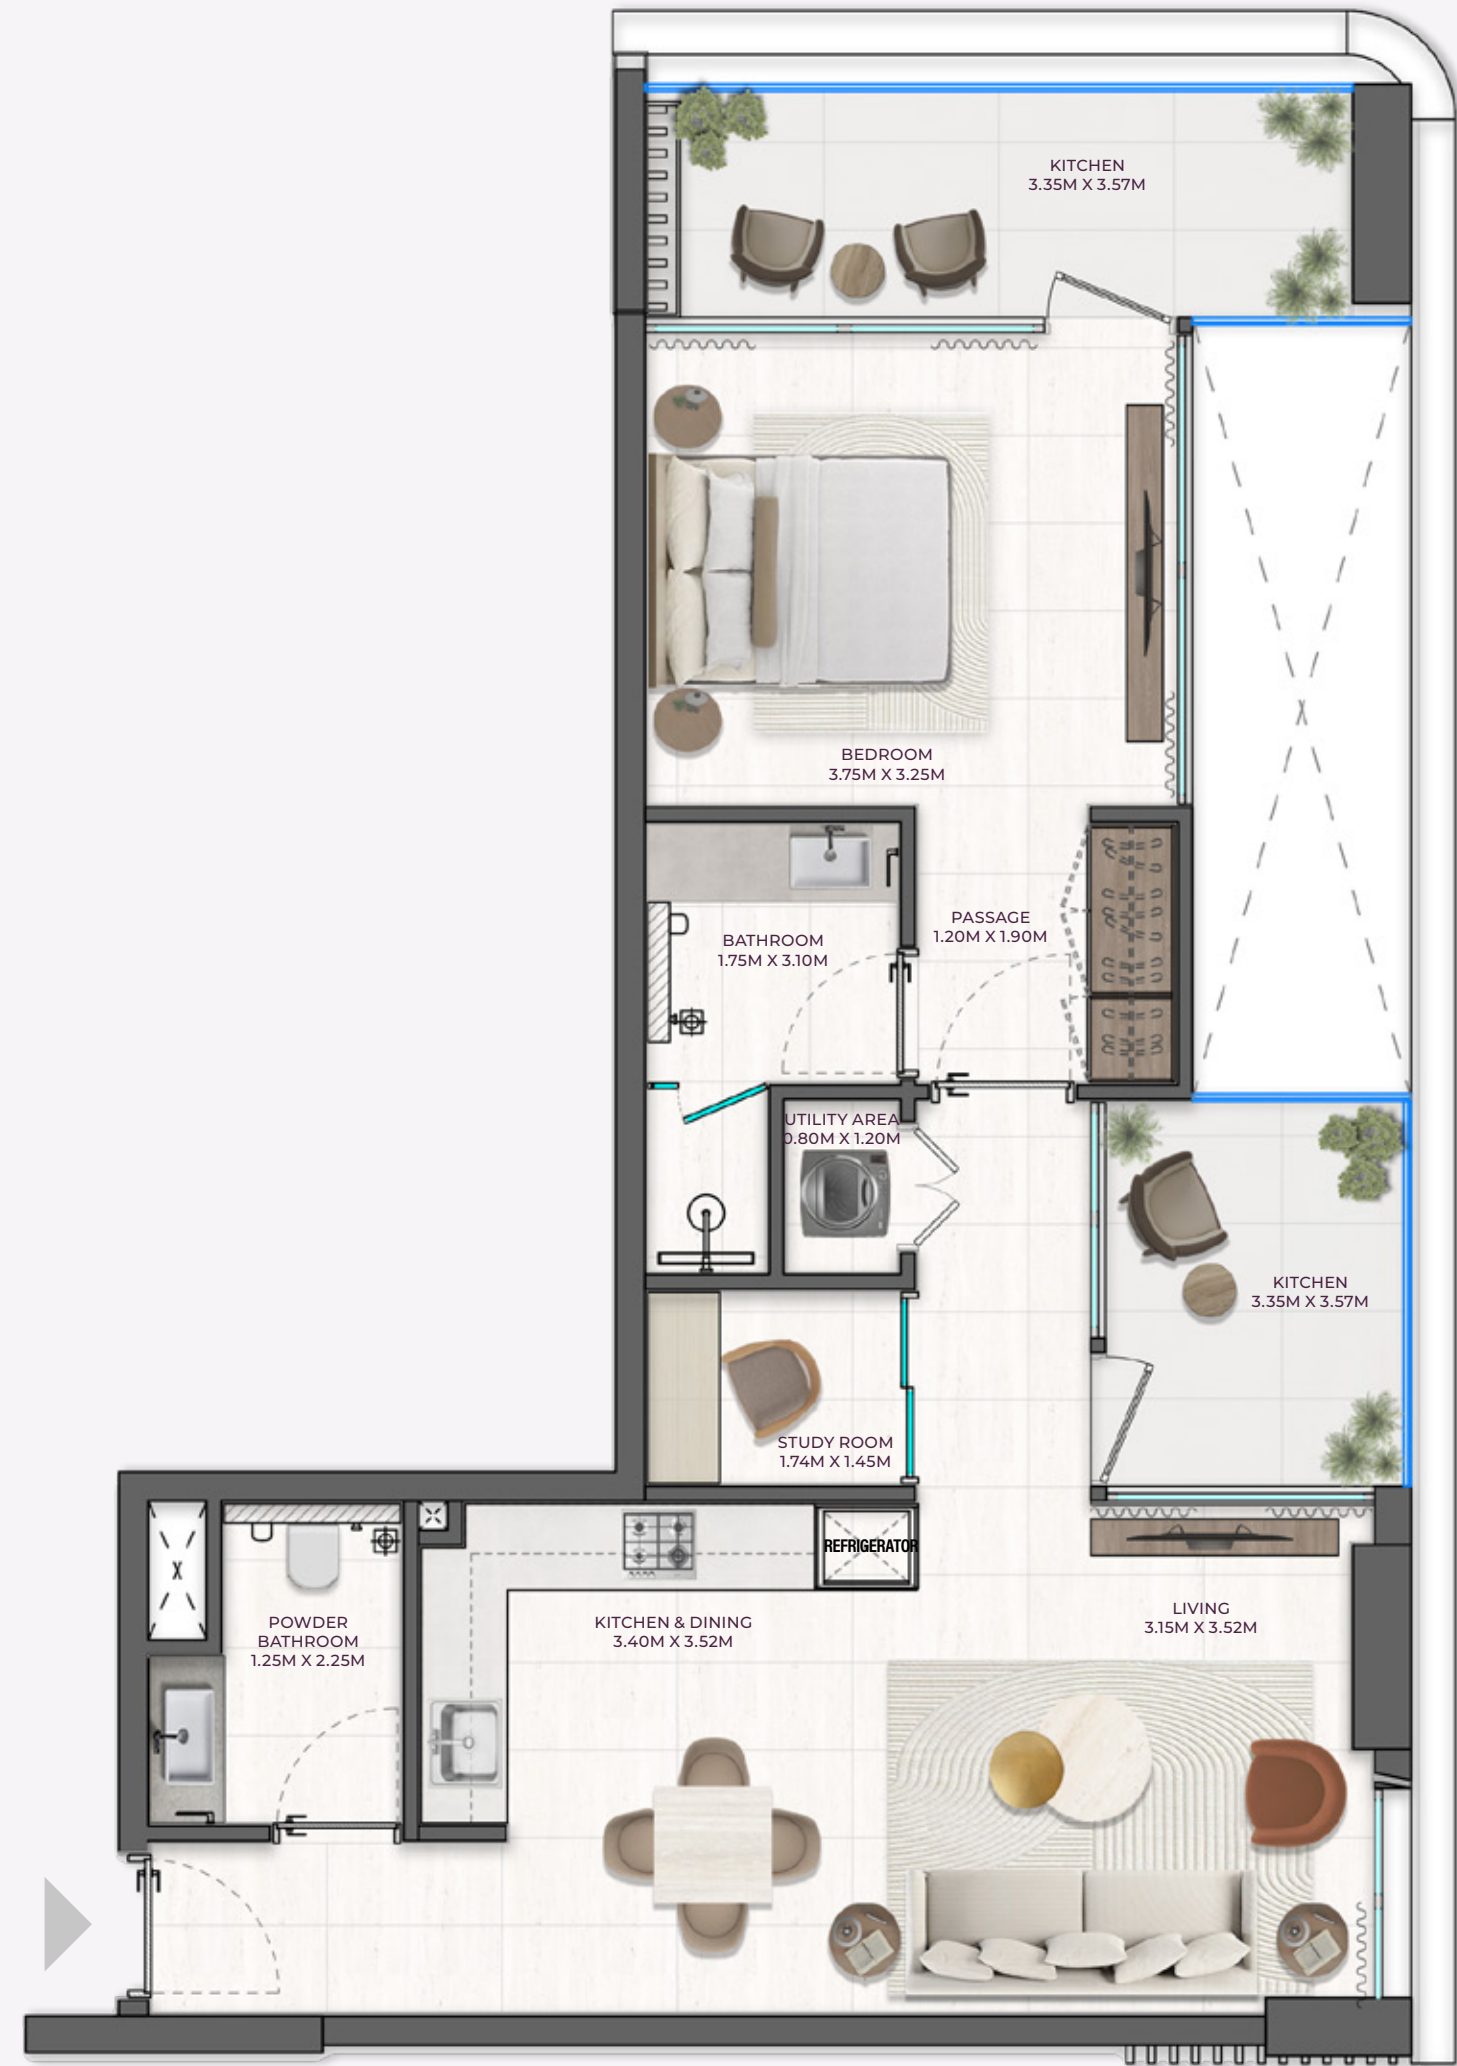 KITCHEN
3.35M X 3.57M
BEDROOM
3.75M X 3.25M
PASSAGE
1.20M X 1.90M
BATHROOM
1.75M X 3.10M
UTILITY AREA
0.80M X 1.20M
KITCHEN
3.35M X 3.57M
STUDY ROOM
1.74M X 1.45M
REFRIGERATOR
POWDER
BATHROOM
1.25M X 2.25M
KITCHEN & DINING
3.40M X 3.52M
LIVING
3.15M X 3.52M